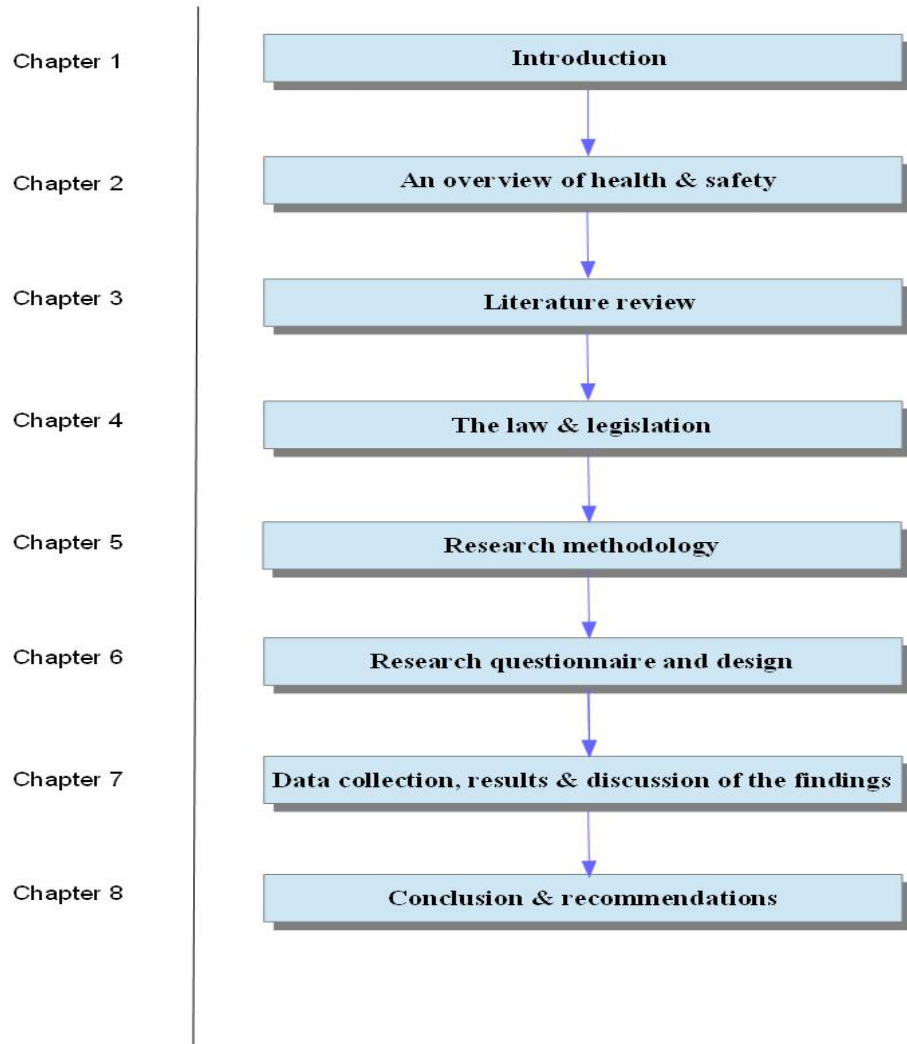 Chapter 1
Introduction
Chapter 2
An overview of health & safety
Chapter 3
Literature review
Chapter 4
The law & legislation
Chapter 5
Research methodology
Chapter 6
Research questionnaire and design
Chapter 7
Data collection, results & discussion of the findings
Chapter 8
Conclusion & recommendations